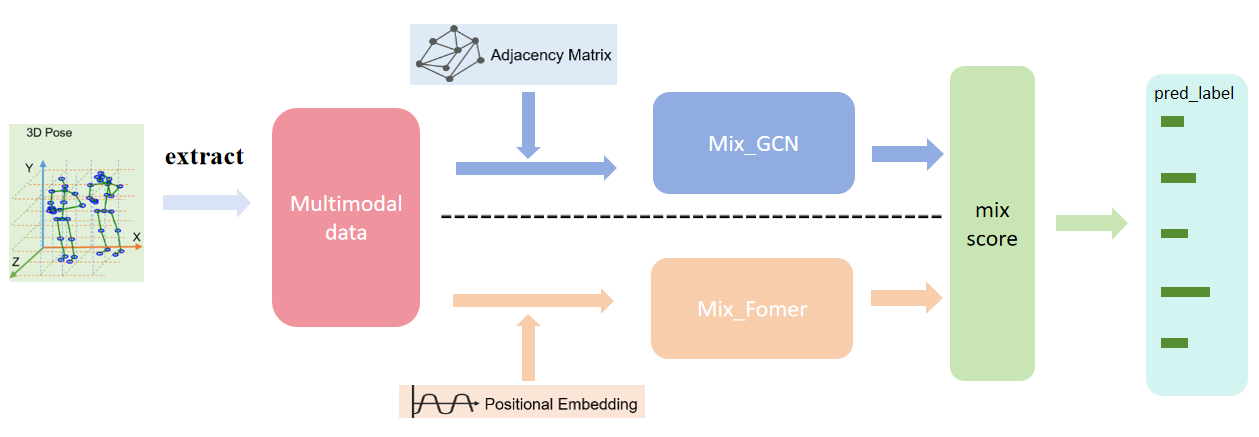 3D Pose
Y
X
Z
extract
Multimodal
data
Adjacency Matrix
Positional Embedding
Mix_GCN
Mix_Fomer
mix
score
pred_label